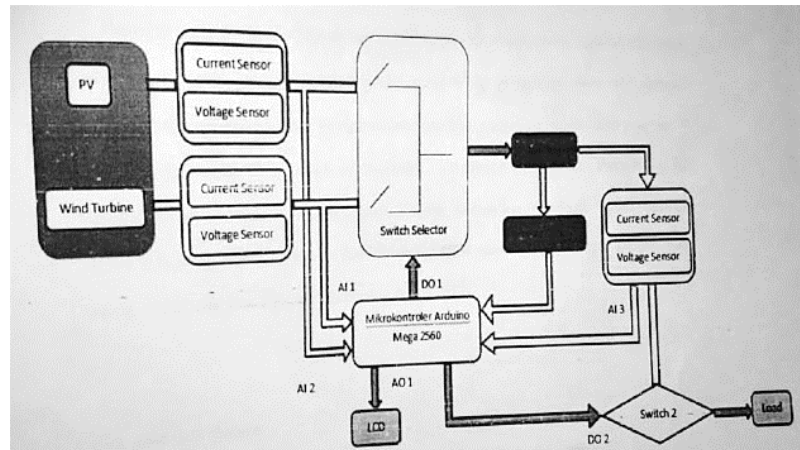 PV
Current Sensor
Voltage Sensor
Wind Turbine
Current Sensor
Voltage Sensor
Switch Selector
Current Sensor
Voltage Sensor
AI 1
DO 1
AI 3
Mikrokontroler Arduino
Mega 2560
AI 2
AO 1
LCD
Switch 2
Load
DO 2